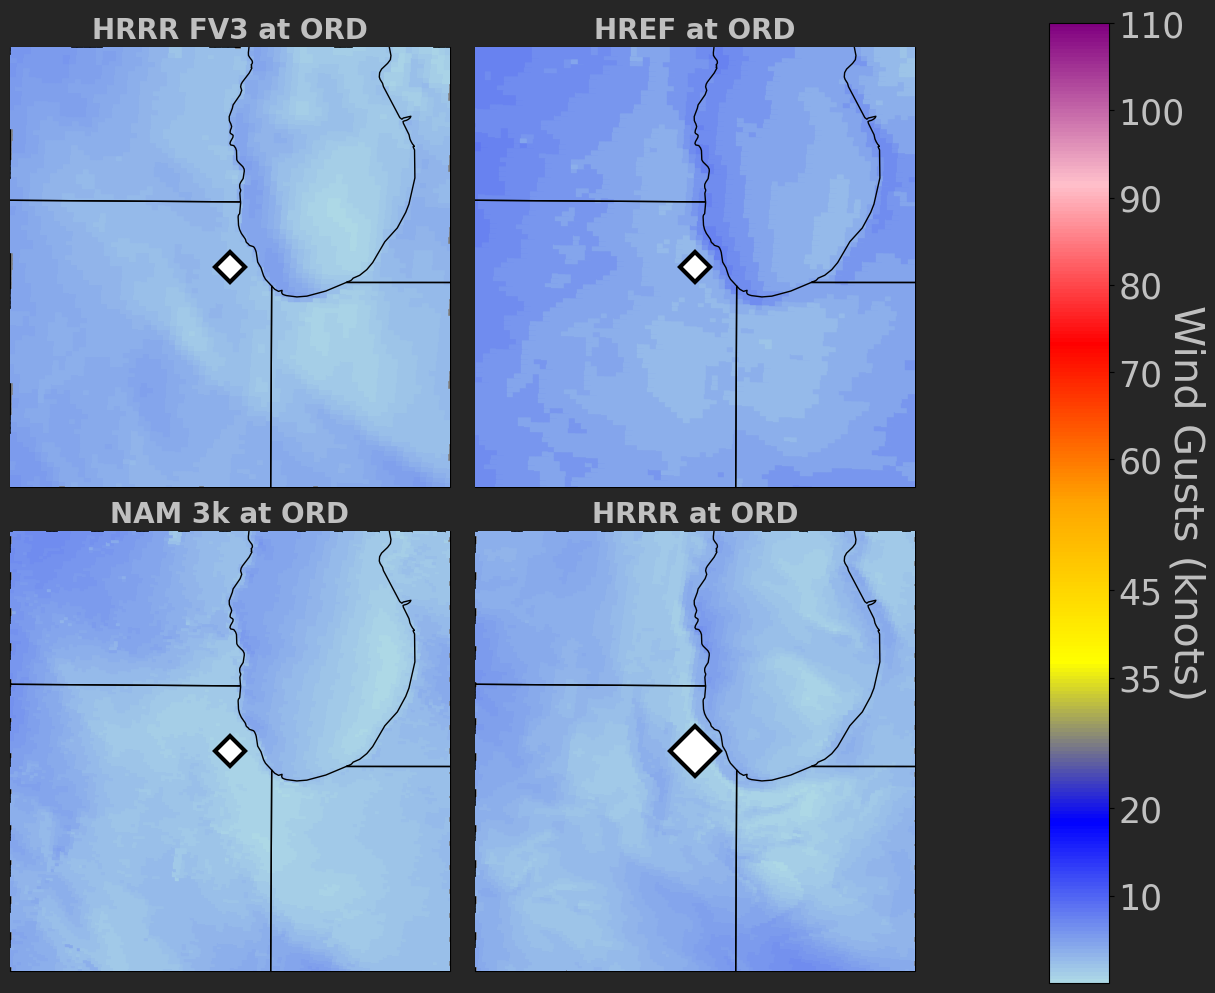 HRRR FV3 at ORD
HREF at ORD
NAM 3k at ORD
HRRR at ORD
110
100
90
80
70
60
45
35
20
10
Wind Gusts (knots)